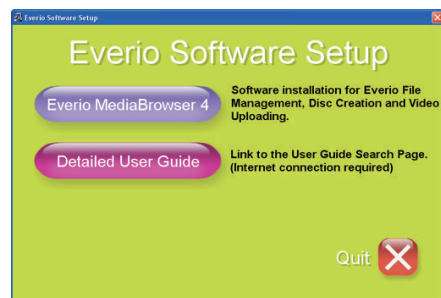 Everio Software Setup
Everio Software Setup
Everio MediaBrowser 4
Software installation for Everio File
Management, Disc Creation and Video
Uploading.
Detailed User Guide
Link to the User Guide Search Page.
(Internet connection required)
Quit